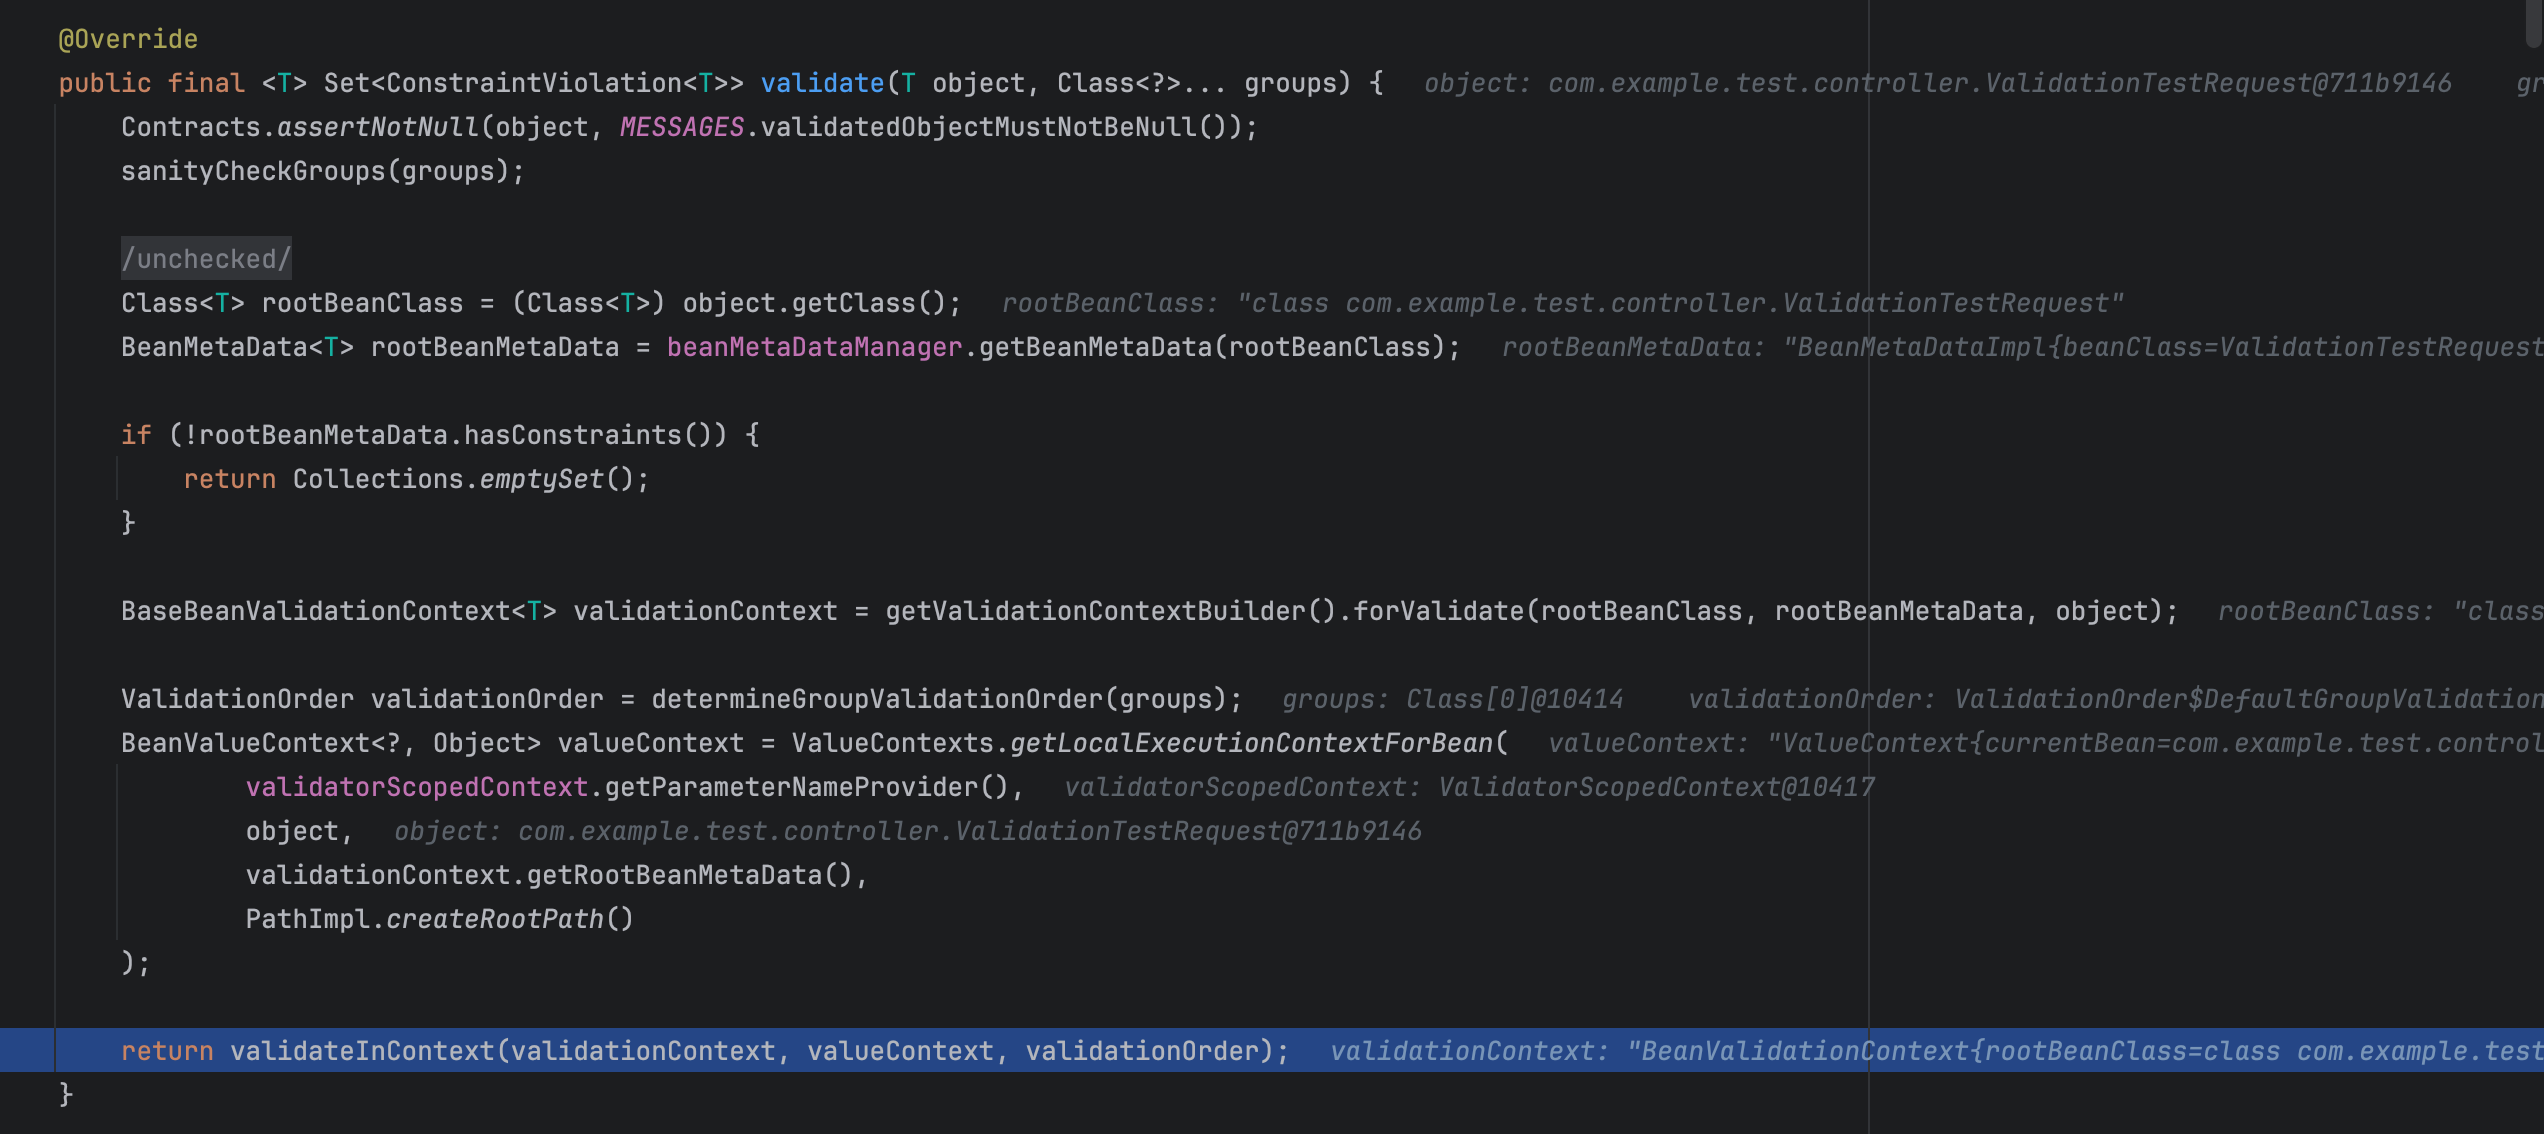 @Override
public final <T> Set<ConstraintViolation<T>> validate(T object, Class<?>... groups) { object: com.example.test.controller.ValidationTestRequest@711b9146 gr
Contracts.assertNotNull(object, MESSAGES.validatedObjectMustNotBeNull());
sanityCheckGroups(groups);
/unchecked/
Class<T> rootBeanClass = (Class<T>) object.getClass(); rootBeanClass: "class com.example.test.controller.ValidationTestRequest"
BeanMetaData<T> rootBeanMetaData = beanMetaDataManager.getBeanMetaData(rootBeanClass); rootBeanMetaData: "BeanMetaDataImpl{beanClass=ValidationTestRequest
if (!rootBeanMetaData.hasConstraints()) {
return Collections.emptySet();
}
BaseBeanValidationContext<T> validationContext = getValidationContextBuilder().forValidate(rootBeanClass, rootBeanMetaData, object); rootBeanClass: "class
ValidationOrder validationOrder = determineGroupValidationOrder(groups); groups: Class[0]@10414 validationOrder: ValidationOrder$DefaultGroupValidation
BeanValueContext<?, Object> valueContext = ValueContexts.getLocalExecutionContextForBean( valueContext: "ValueContext{currentBean=com.example.test.control
validatorScopedContext.getParameterNameProvider(), validatorScopedContext: ValidatorScopedContext@10417
object, object: com.example.test.controller.ValidationTestRequest@711b9146
validationContext.getRootBeanMetaData(),
PathImpl.createRootPath()
);
return validateInContext(validationContext, valueContext, validationOrder); validationContext: "BeanValidationContext{rootBeanClass=class com.example.test
}